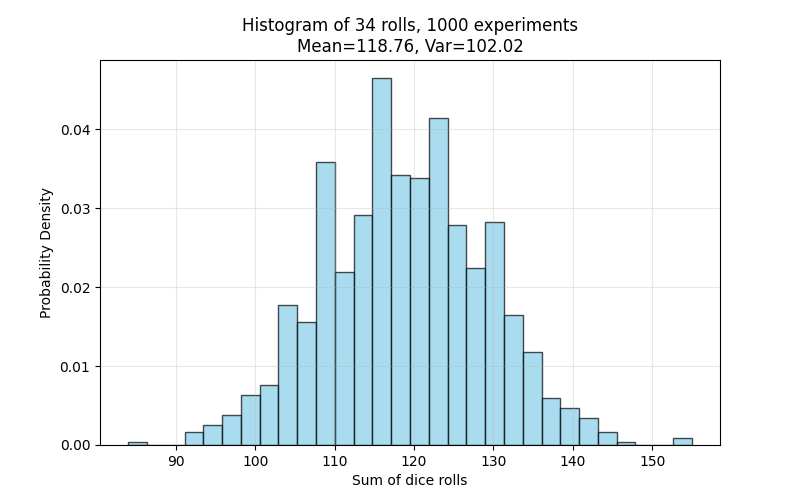 Histogram of 34 rolls, 1000 experiments
Mean=118.76, Var=102.02
Probability Density
0.04
0.03
0.02
0.01
0.00
90 100 110 120 130 140 150
Sum of dice rolls